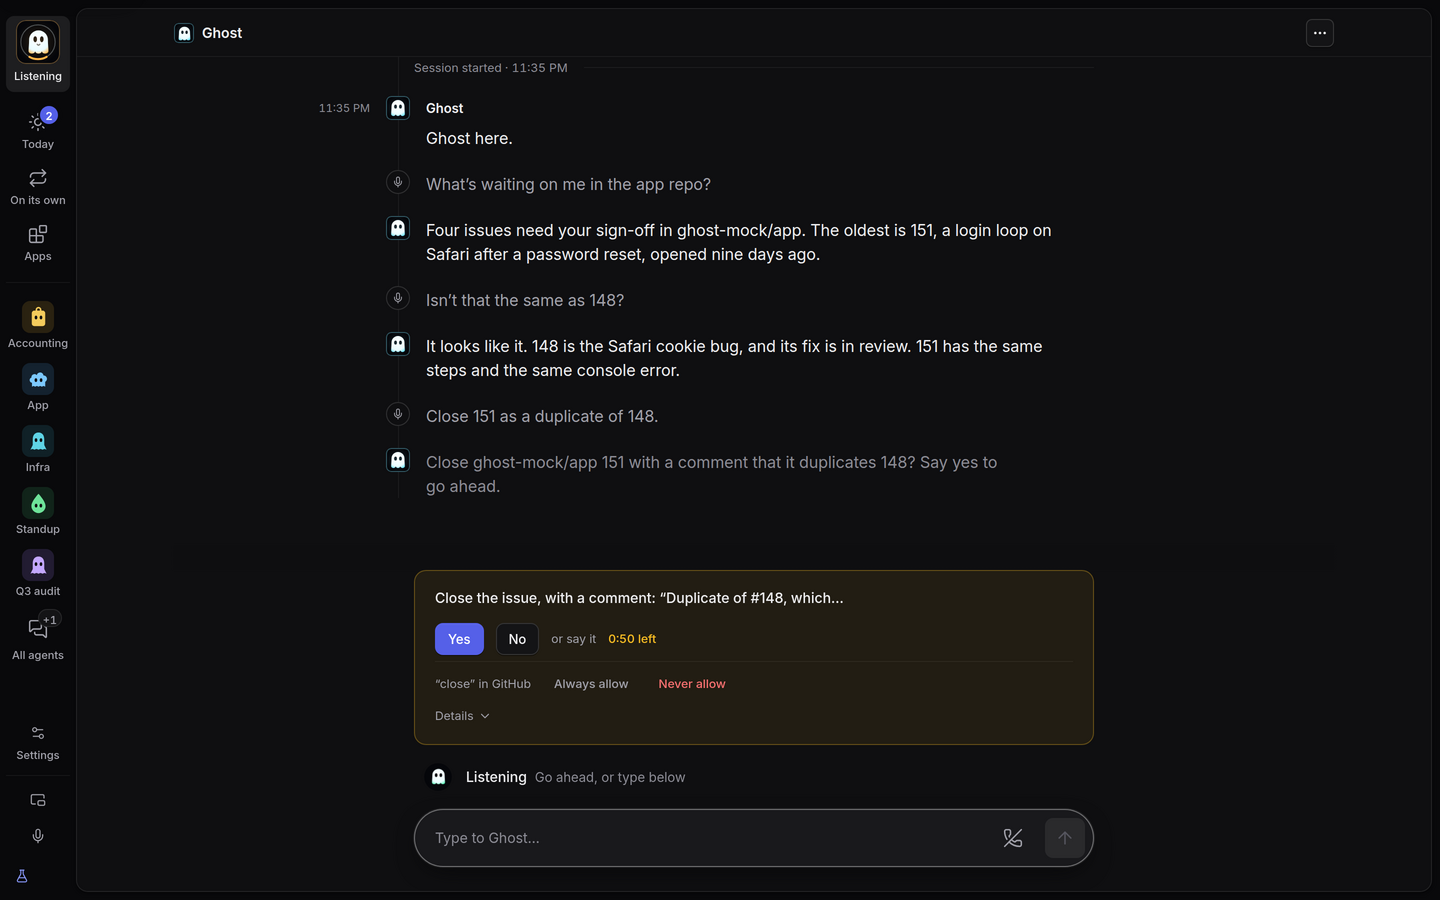 Ghost
Listening
2
Today
On its own
Apps
Accounting
App
Infra
Standup
Q3 audit
+1
All agents
Settings
Session started · 11:35 PM
11:35 PM
Ghost
Ghost here.
What’s waiting on me in the app repo?
Four issues need your sign-off in ghost-mock/app. The oldest is 151, a login loop on
Safari after a password reset, opened nine days ago.
Isn’t that the same as 148?
It looks like it. 148 is the Safari cookie bug, and its fix is in review. 151 has the same
steps and the same console error.
Close 151 as a duplicate of 148.
Close ghost-mock/app 151 with a comment that it duplicates 148? Say yes to
go ahead.
Close the issue, with a comment: “Duplicate of #148, which…
Yes No or say it 0:50 left
“close” in GitHub Always allow Never allow
Details
Listening Go ahead, or type below
Type to Ghost…